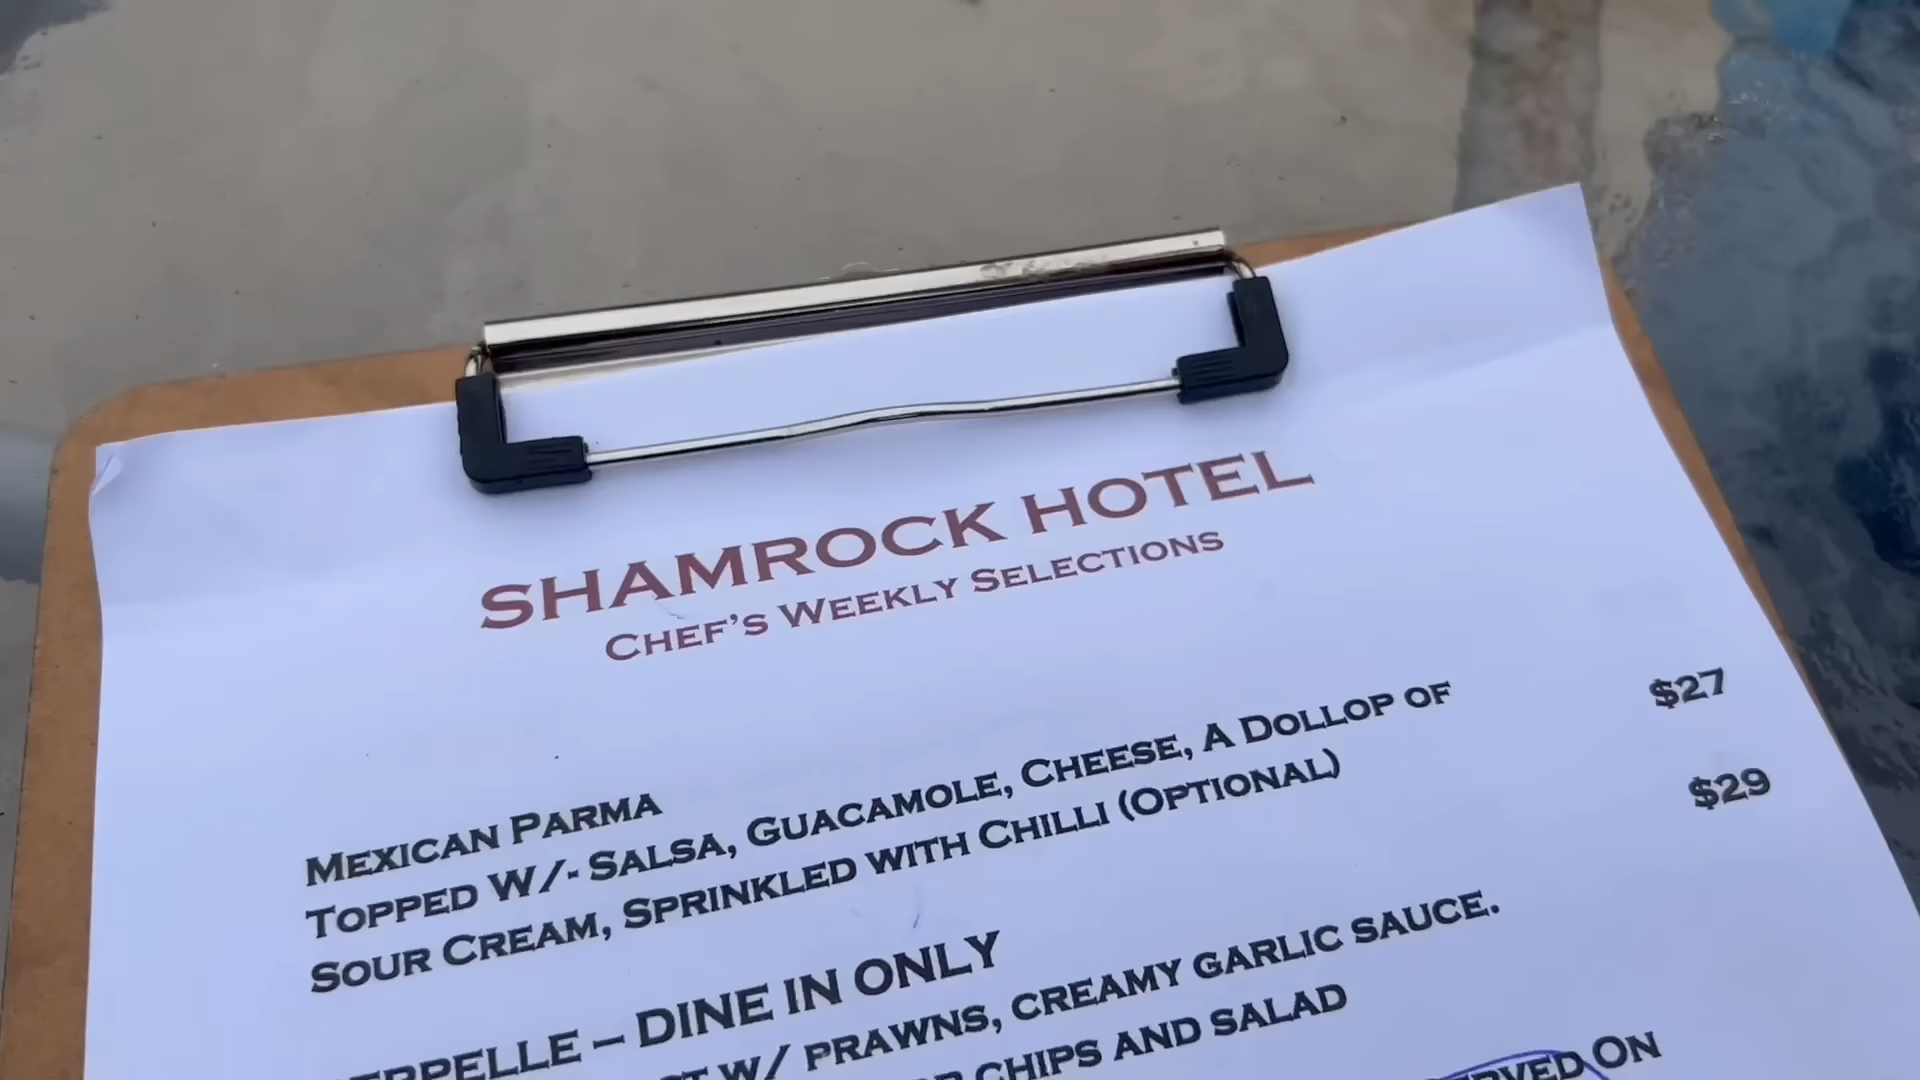 SHAMROCK HOTEL
CHEF'S WEEKLY SELECTIONS
MEXICAN PARMA $27
TOPPED W/- SALSA, GUACAMOLE, CHEESE, A DOLLOP OF
SOUR CREAM, SPRINKLED WITH CHILLI (OPTIONAL) $29
– DINE IN ONLY
W/ PRAWNS, CREAMY GARLIC SAUCE.
CHIPS AND SALAD
ON